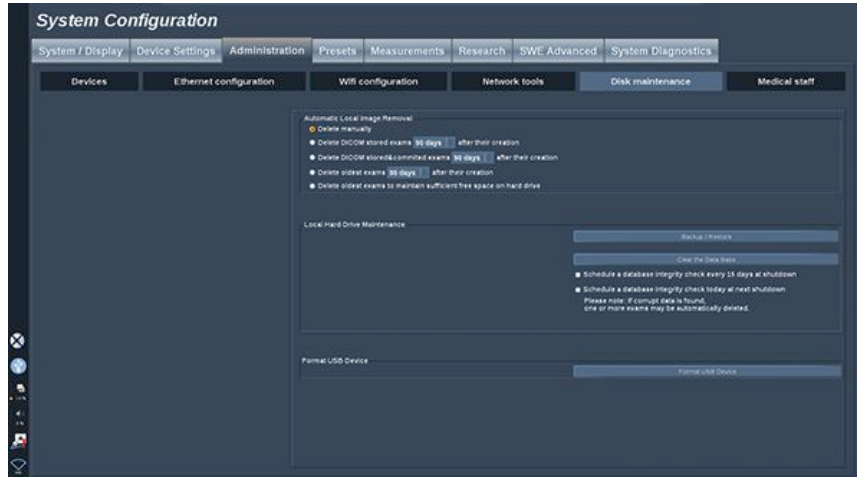 System Configuration
System / Display Device Settings Administration Presets Measurements Research SWE Advanced System Diagnostics
Devices Ethernet configuration Wifi configuration Network tools Disk maintenance Medical staff
Automatic Local Image Removal
Delete manually
Delete DICOM stored exams 90 days after their creation
Delete DICOM stored&commited exams 90 days after their creation
Delete oldest exams 90 days after their creation
Delete oldest exams to maintain sufficient free space on hard drive
Local Hard Drive Maintenance
Backup / Restore
Clear the Data Base
Schedule a database integrity check every 15 days at shutdown
Schedule a database integrity check today at next shutdown
Please note: if corrupt data is found,
one or more exams may be automatically deleted.
Format USB Device
Format USB Device